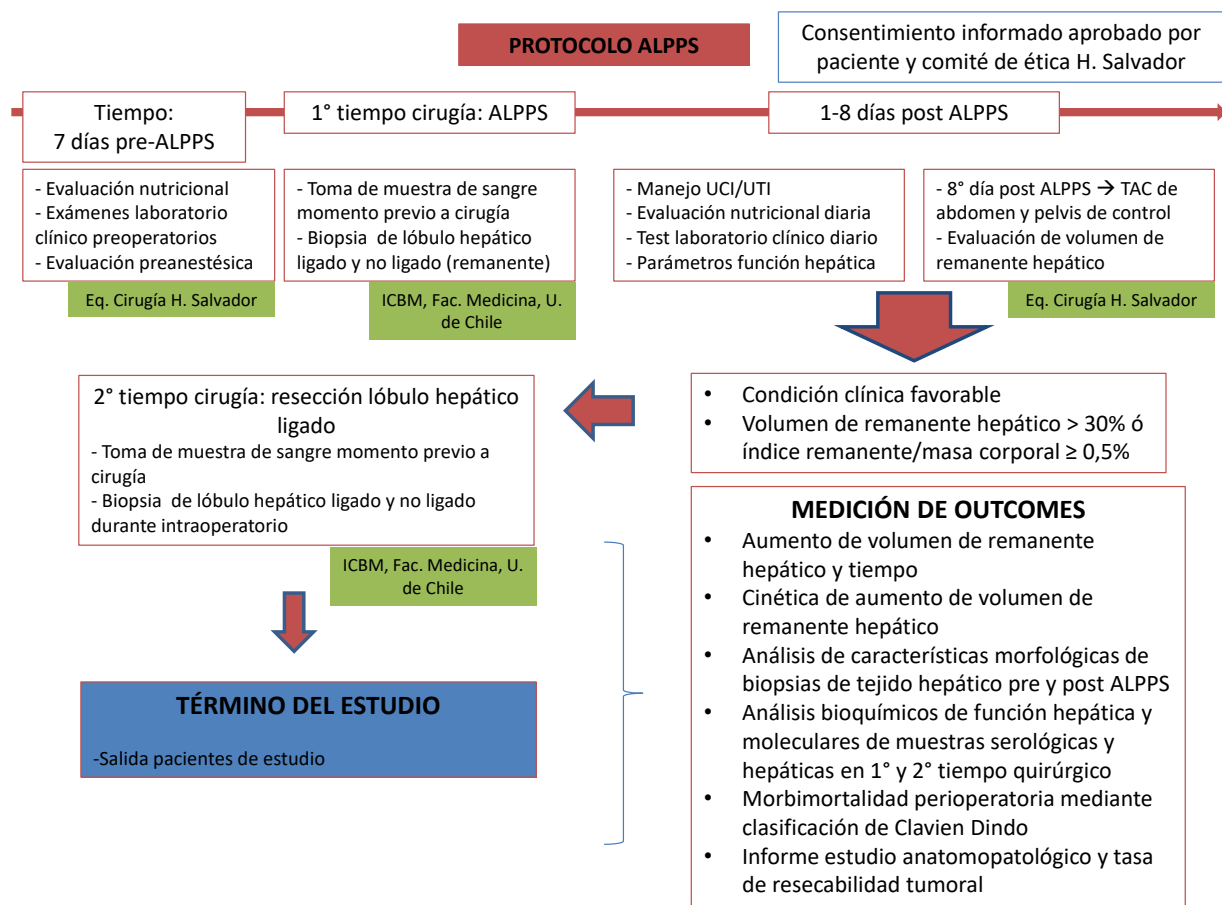 PROTOCOLO ALPPS
Consentimiento informado aprobado por
paciente y comité de ética H. Salvador
Tiempo:
7 días pre-ALPPS
1° tiempo cirugía: ALPPS
1-8 días post ALPPS
- Evaluación nutricional
- Exámenes laboratorio
clínico preoperatorios
- Evaluación preanestésica
Eq. Cirugía H. Salvador
- Toma de muestra de sangre
momento previo a cirugía
- Biopsia de lóbulo hepático
ligado y no ligado (remanente)
ICBM, Fac. Medicina, U.
de Chile
- Manejo UCI/UTI
- Evaluación nutricional diaria
- Test laboratorio clínico diario
- Parámetros función hepática
- 8° día post ALPPS → TAC de
abdomen y pelvis de control
- Evaluación de volumen de
remanente hepático
Eq. Cirugía H. Salvador
• Condición clínica favorable
• Volumen de remanente hepático > 30% ó
índice remanente/masa corporal ≥ 0,5%
2° tiempo cirugía: resección lóbulo hepático
ligado
- Toma de muestra de sangre momento previo a
cirugía
- Biopsia de lóbulo hepático ligado y no ligado
durante intraoperatorio
ICBM, Fac. Medicina, U.
de Chile
TÉRMINO DEL ESTUDIO
-Salida pacientes de estudio
MEDICIÓN DE OUTCOMES
• Aumento de volumen de remanente
hepático y tiempo
• Cinética de aumento de volumen de
remanente hepático
• Análisis de características morfológicas de
biopsias de tejido hepático pre y post ALPPS
• Análisis bioquímicos de función hepática y
moleculares de muestras serológicas y
hepáticas en 1° y 2° tiempo quirúrgico
• Morbimortalidad perioperatoria mediante
clasificación de Clavien Dindo
• Informe estudio anatomopatológico y tasa
de resecabilidad tumoral